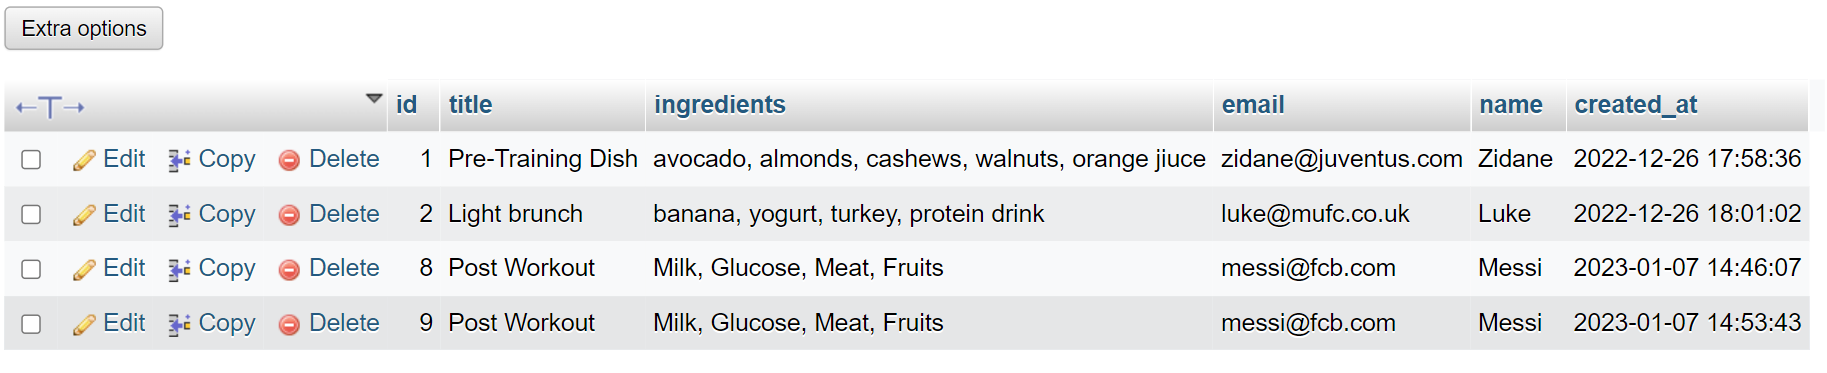 Extra options
←T→ id title ingredients email name created_at
Edit Copy Delete 1 Pre-Training Dish avocado, almonds, cashews, walnuts, orange jiuce zidane@juventus.com Zidane 2022-12-26 17:58:36
Edit Copy Delete 2 Light brunch banana, yogurt, turkey, protein drink luke@mufc.co.uk Luke 2022-12-26 18:01:02
Edit Copy Delete 8 Post Workout Milk, Glucose, Meat, Fruits messi@fcb.com Messi 2023-01-07 14:46:07
Edit Copy Delete 9 Post Workout Milk, Glucose, Meat, Fruits messi@fcb.com Messi 2023-01-07 14:53:43